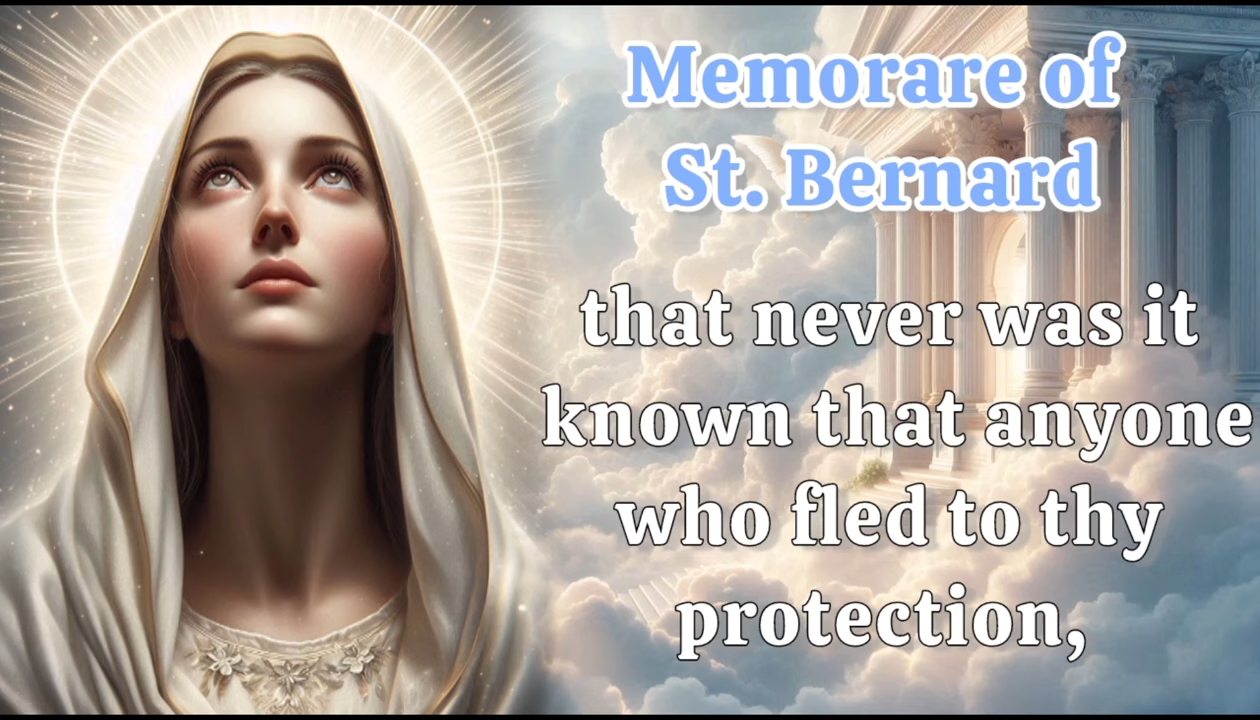 Memorare of
St. Bernard
that never was it
known that anyone
who fled to thy
protection,